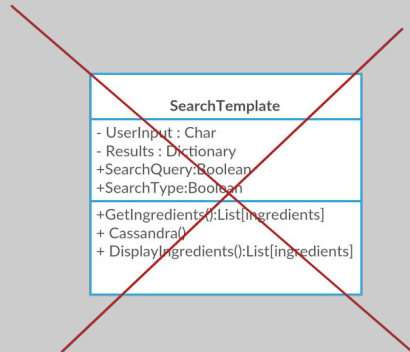 SearchTemplate
- UserInput : Char
- Results : Dictionary
+SearchQuery:Boolean
+SearchType:Boolean
+GetIngredients():List[ingredients]
+ Cassandra()
+ DisplayIngredients():List[ingredients]